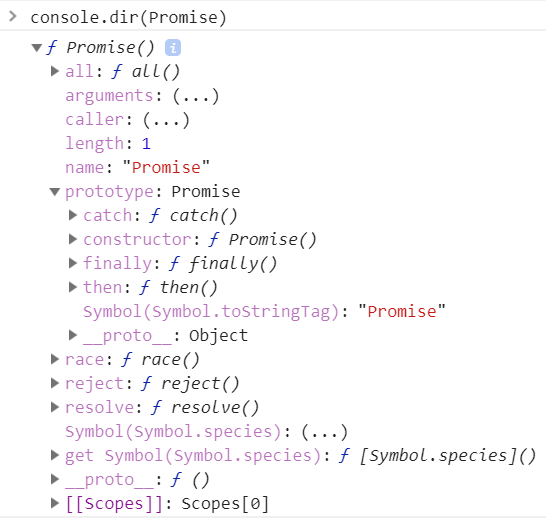 > console.dir(Promise)
▼ƒ Promise() i
▶all: ƒ all()
arguments: (...)
caller: (...)
length: 1
name: "Promise"
▼prototype: Promise
▶catch: ƒ catch()
▶constructor: ƒ Promise()
▶finally: ƒ finally()
▶then: ƒ then()
Symbol(Symbol.toStringTag): "Promise"
▶__proto__: Object
▶race: ƒ race()
▶reject: ƒ reject()
▶resolve: ƒ resolve()
Symbol(Symbol.species): (...)
▶get Symbol(Symbol.species): ƒ [Symbol.species]()
▶__proto__: ƒ ()
▶[[Scopes]]: Scopes[0]